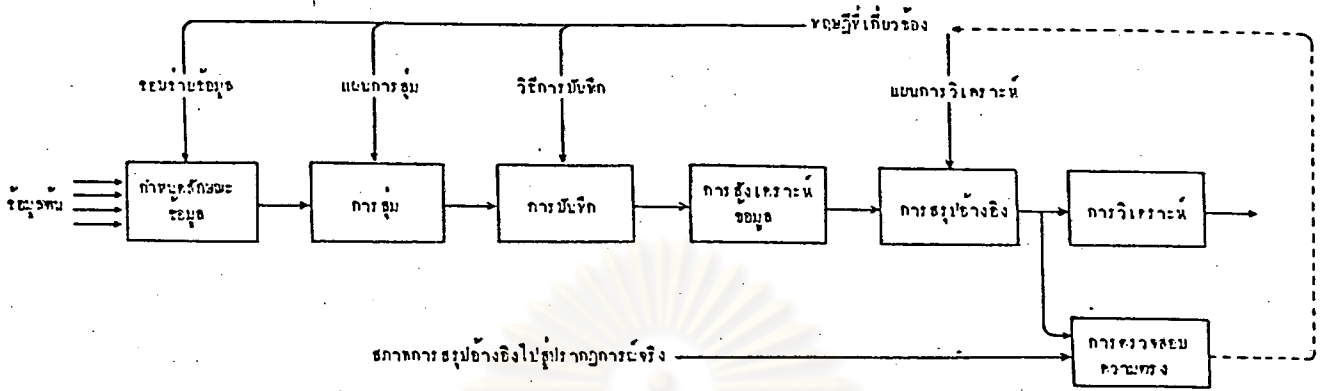 ทฤษฎีที่เกี่ยวข้อง
ขอบข่ายข้อมูล
แผนการสุ่ม
วิธีการบันทึก
แผนการวิเคราะห์
ข้อมูลต้น
กำหนดลักษณะ
ข้อมูล
การสุ่ม
การบันทึก
การสังเคราะห์
ข้อมูล
การสรุปอ้างอิง
การวิเคราะห์
สภาพการสรุปอ้างอิงไปสู่ปรากฏการณ์จริง
การตรวจสอบ
ความตรง